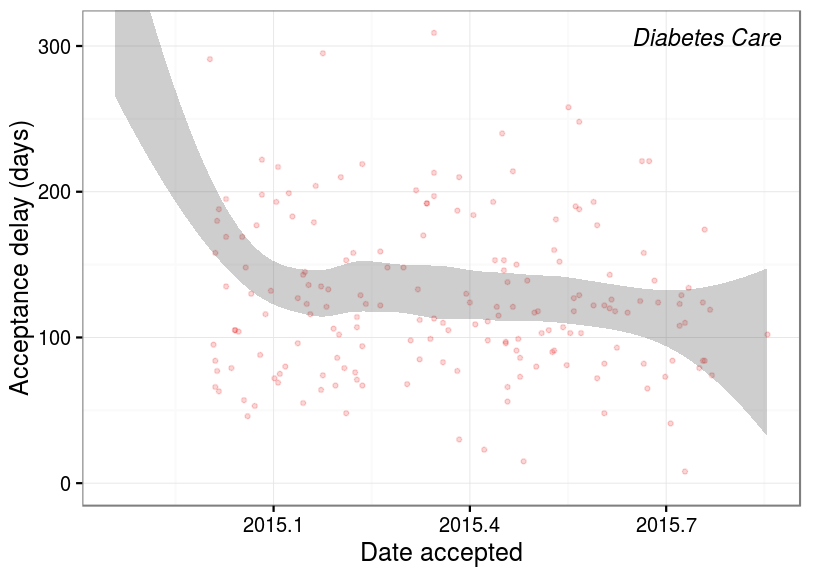 Diabetes Care
300
200
100
0
Acceptance delay (days)
2015.1 2015.4 2015.7
Date accepted